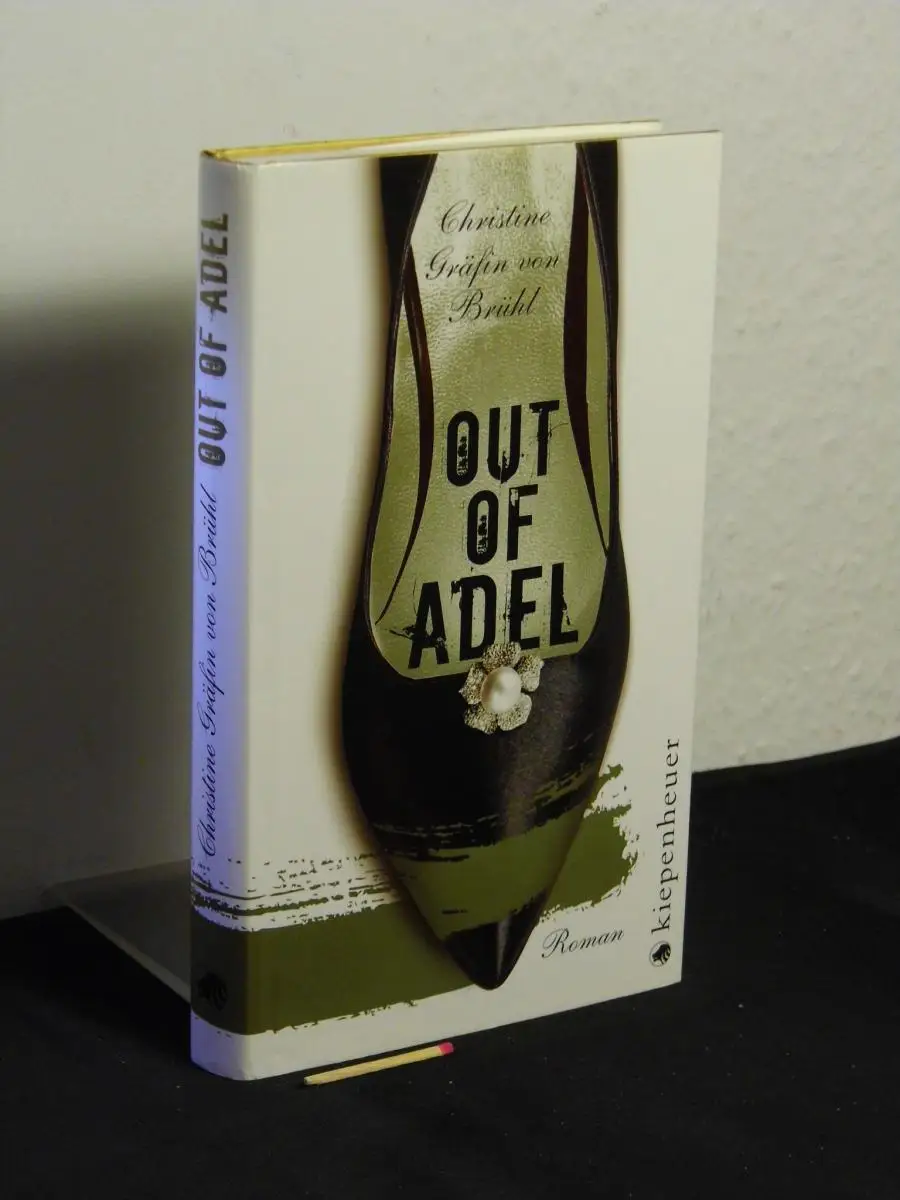 Christine Gräfin von Brühl OUT OF ADEL
Christine
Gräfin von
Brühl
OUT
OF
ADEL
Roman
kiepenheuer